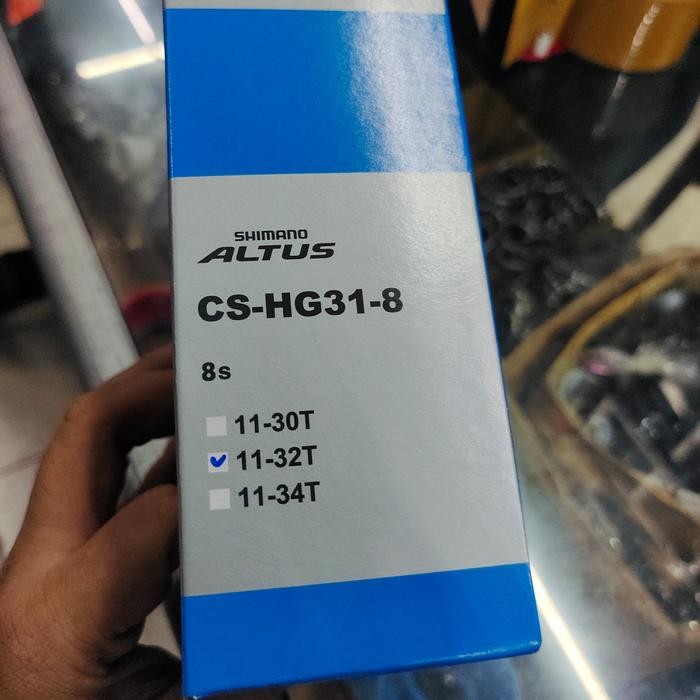 SHIMANO
ALTUS
CS-HG31-8
8s
11-30T
11-32T
11-34T